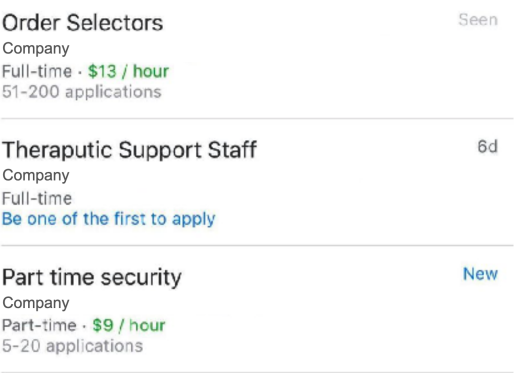 Order Selectors
Seen
Company
Full-time · $13 / hour
51-200 applications
Theraputic Support Staff
6d
Company
Full-time
Be one of the first to apply
Part time security
New
Company
Part-time · $9 / hour
5-20 applications